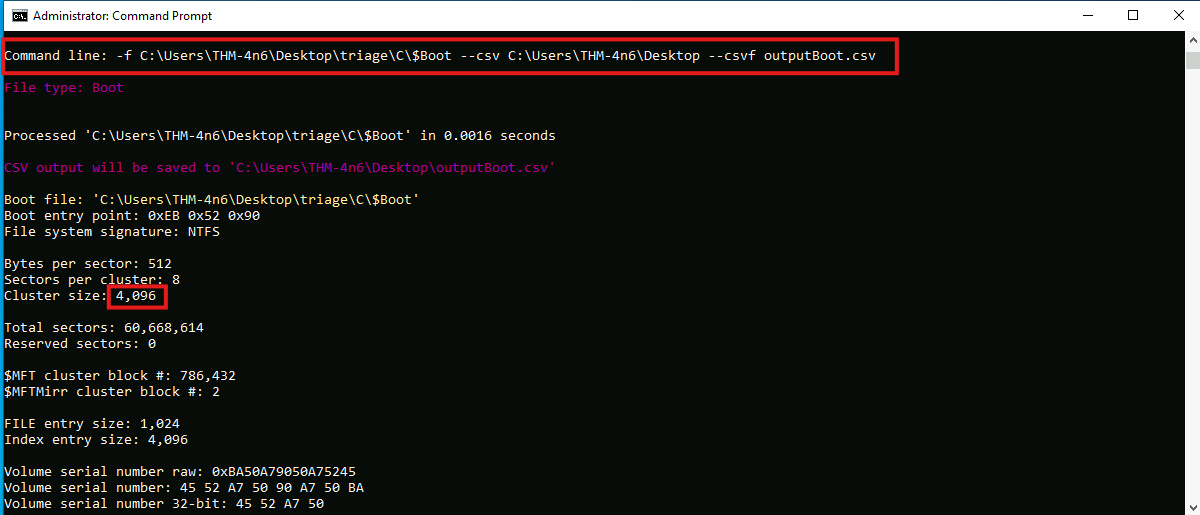 Administrator: Command Prompt
Command line: -f C:\Users\THM-4n6\Desktop\triage\C\$Boot --csv C:\Users\THM-4n6\Desktop --csvf outputBoot.csv
File type: Boot
Processed 'C:\Users\THM-4n6\Desktop\triage\C\$Boot' in 0.0016 seconds
CSV output will be saved to 'C:\Users\THM-4n6\Desktop\outputBoot.csv'
Boot file: 'C:\Users\THM-4n6\Desktop\triage\C\$Boot'
Boot entry point: 0xEB 0x52 0x90
File system signature: NTFS
Bytes per sector: 512
Sectors per cluster: 8
Cluster size: 4,096
Total sectors: 60,668,614
Reserved sectors: 0
$MFT cluster block #: 786,432
$MFTMirr cluster block #: 2
FILE entry size: 1,024
Index entry size: 4,096
Volume serial number raw: 0xBA50A79050A75245
Volume serial number: 45 52 A7 50 90 A7 50 BA
Volume serial number 32-bit: 45 52 A7 50